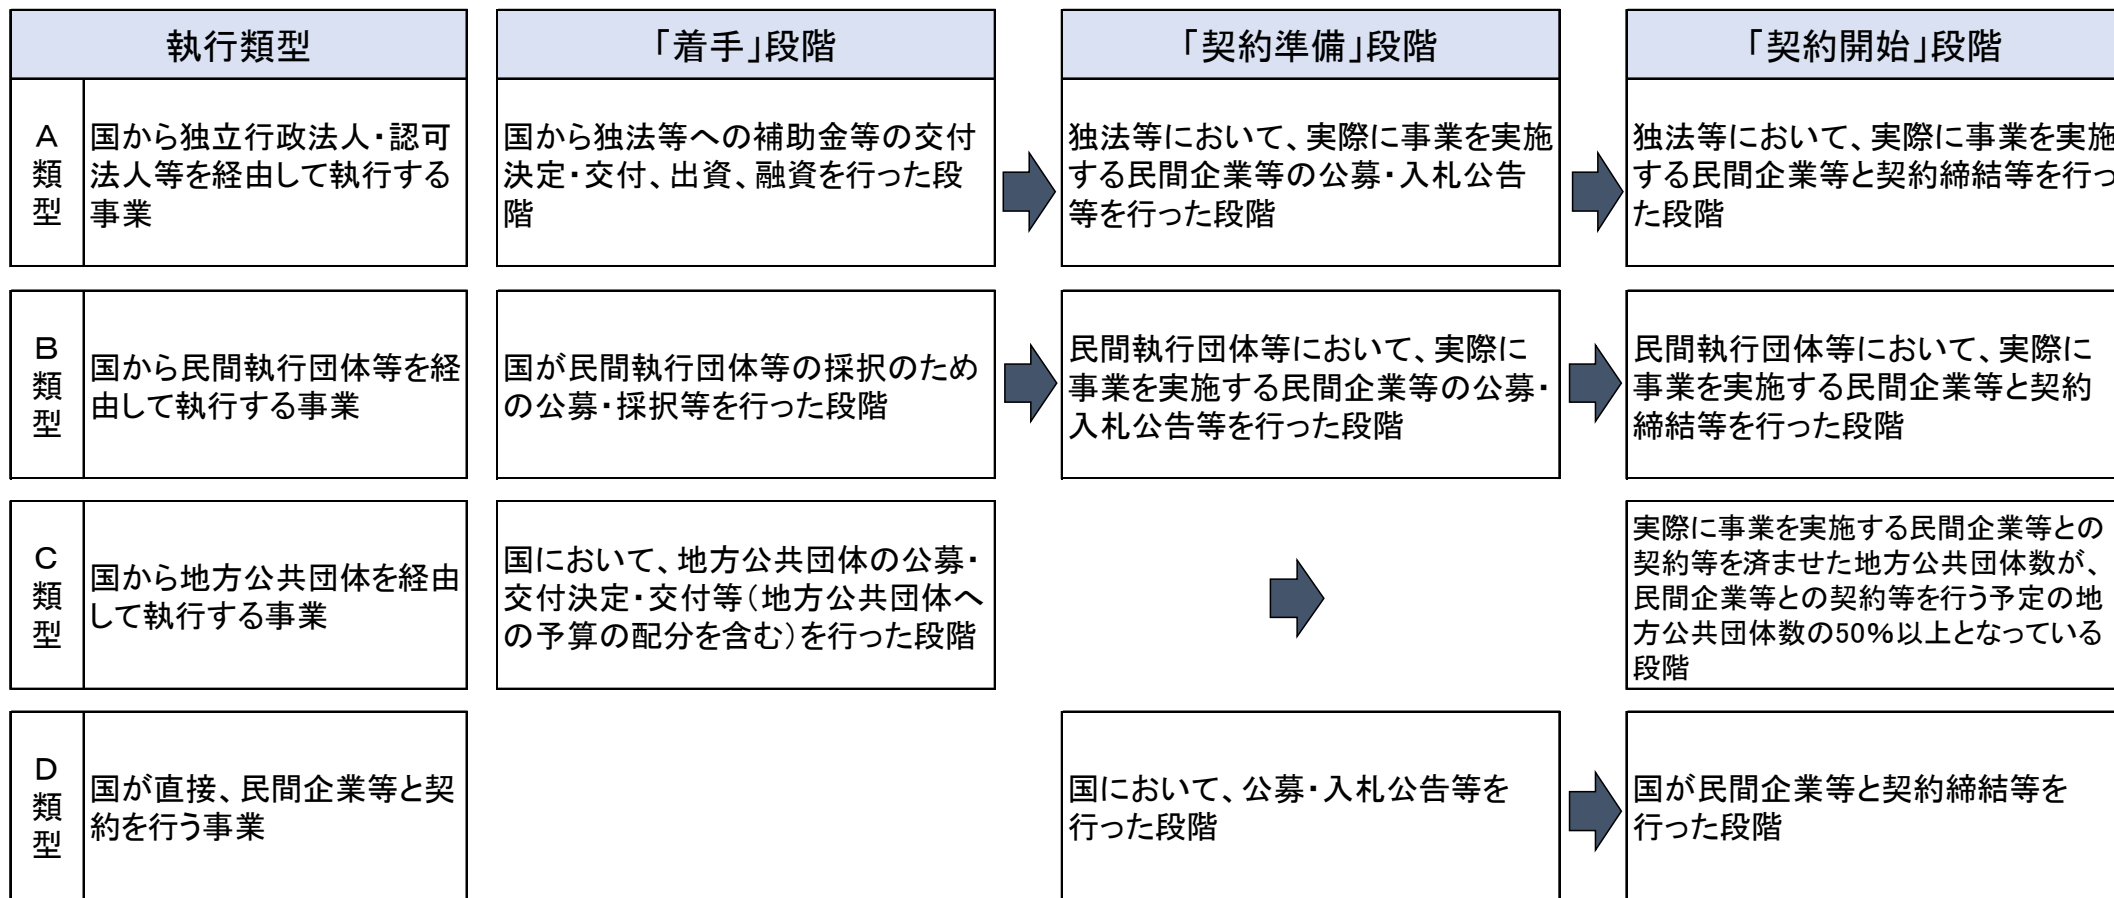 執行類型
「着手」段階
「契約準備」段階
「契約開始」段階
A
類
型
国から独立行政法人・認可
法人等を経由して執行する
事業
国から独法等への補助金等の交付
決定・交付、出資、融資を行った段
階
独法等において、実際に事業を実施
する民間企業等の公募・入札公告
等を行った段階
独法等において、実際に事業を実施
する民間企業等と契約締結等を行っ
た段階
B
類
型
国から民間執行団体等を経
由して執行する事業
国が民間執行団体等の採択のため
の公募・採択等を行った段階
民間執行団体等において、実際に
事業を実施する民間企業等の公募・
入札公告等を行った段階
民間執行団体等において、実際に
事業を実施する民間企業等と契約
締結等を行った段階
C
類
型
国から地方公共団体を経由
して執行する事業
国において、地方公共団体の公募・
交付決定・交付等(地方公共団体へ
の予算の配分を含む)を行った段階
実際に事業を実施する民間企業等との
契約等を済ませた地方公共団体数が、
民間企業等との契約等を行う予定の地
方公共団体数の50%以上となっている
段階
D
類
型
国が直接、民間企業等と契
約を行う事業
国において、公募・入札公告等を
行った段階
国が民間企業等と契約締結等を
行った段階